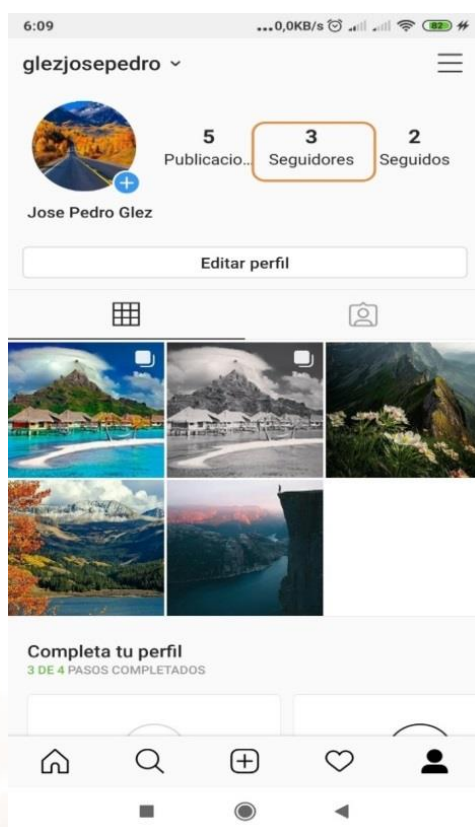 6:09 ...0,0KB/s 82
glezjosepedro
5 3 2
Publicacio... Seguidores Seguidos
Jose Pedro Glez
Editar perfil
Completa tu perfil
3 DE 4 PASOS COMPLETADOS